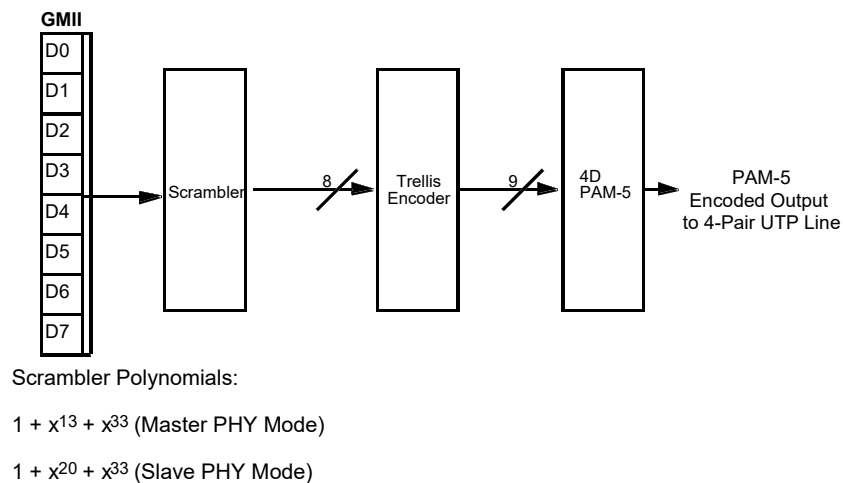 GMII
D0
D1
D2
D3
D4
D5
D6
D7
Scrambler
8
Trellis
Encoder
9
4D
PAM-5
PAM-5
Encoded Output
to 4-Pair UTP Line
Scrambler Polynomials:
1 + x¹³ + x³³ (Master PHY Mode)
1 + x²⁰ + x³³ (Slave PHY Mode)